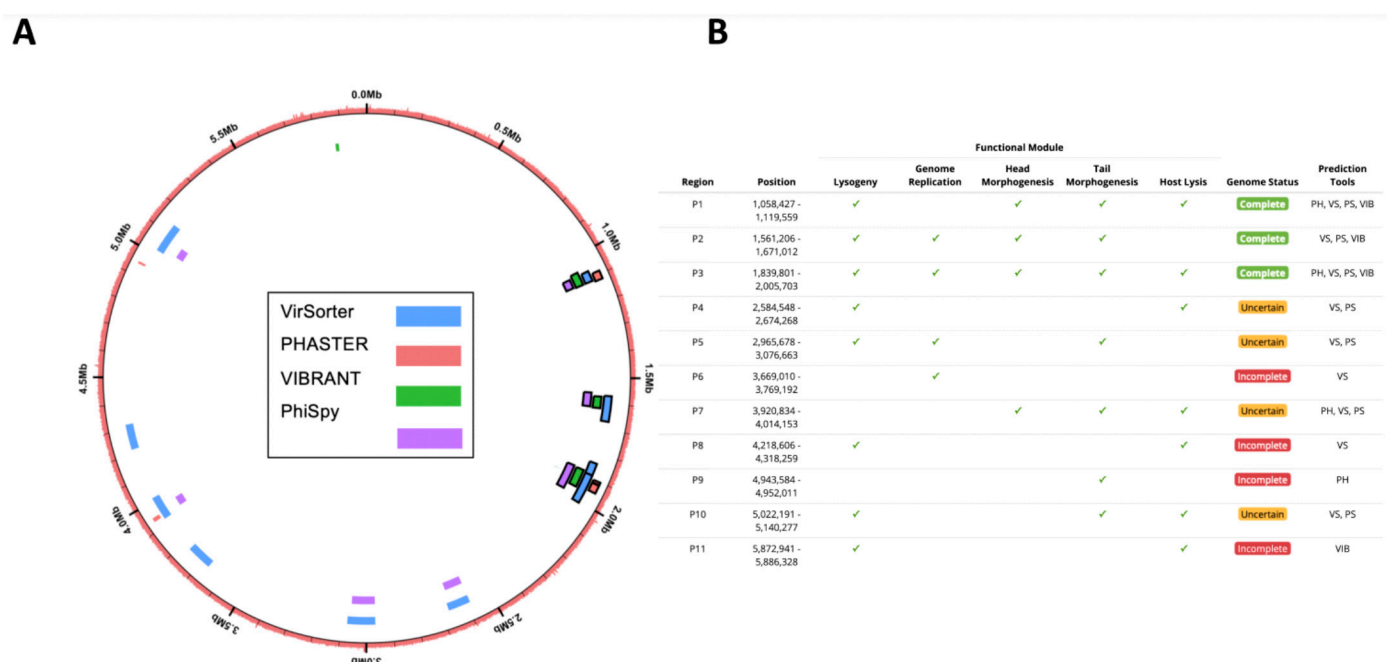 A
B
0.0Mb
0.5Mb
1.0Mb
1.5Mb
2.0Mb
2.5Mb
3.0Mb
3.5Mb
4.0Mb
4.5Mb
5.0Mb
5.5Mb
VirSorter
PHASTER
VIBRANT
PhiSpy
Functional Module
Region Position Lysogeny Genome Replication Head Morphogenesis Tail Morphogenesis Host Lysis Genome Status Prediction Tools
P1 1,058,427 - ✓ ✓ ✓ ✓ Complete PH, VS, PS, VIB
1,119,559
P2 1,561,206 - ✓ ✓ ✓ ✓ Complete VS, PS, VIB
1,671,012
P3 1,839,801 - ✓ ✓ ✓ ✓ ✓ Complete PH, VS, PS, VIB
2,005,703
P4 2,584,548 - ✓ ✓ Uncertain VS, PS
2,674,268
P5 2,965,678 - ✓ ✓ ✓ Uncertain VS, PS
3,076,663
P6 3,669,010 - ✓ Incomplete VS
3,769,192
P7 3,920,834 - ✓ ✓ ✓ Uncertain PH, VS, PS
4,014,153
P8 4,218,606 - ✓ ✓ Incomplete VS
4,318,259
P9 4,943,584 - ✓ Incomplete PH
4,952,011
P10 5,022,191 - ✓ ✓ ✓ Uncertain VS, PS
5,140,277
P11 5,872,941 - ✓ ✓ Incomplete VIB
5,886,328